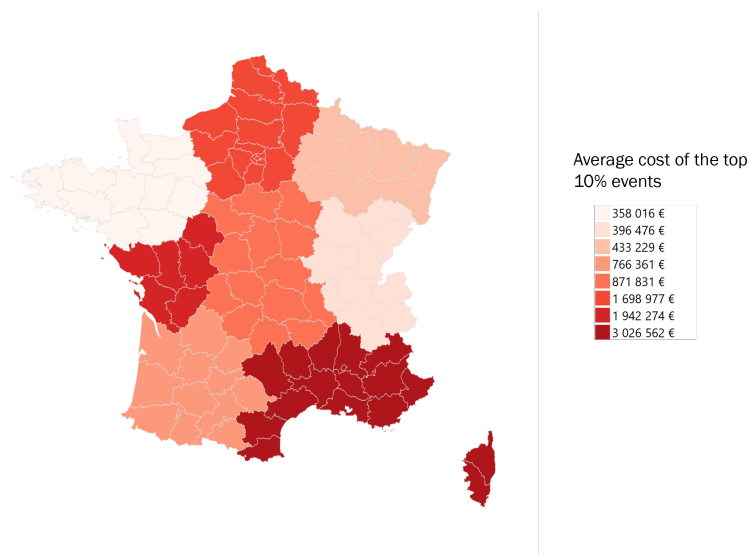 Average cost of the top
10% events
358 016 €
396 476 €
433 229 €
766 361 €
871 831 €
1 698 977 €
1 942 274 €
3 026 562 €